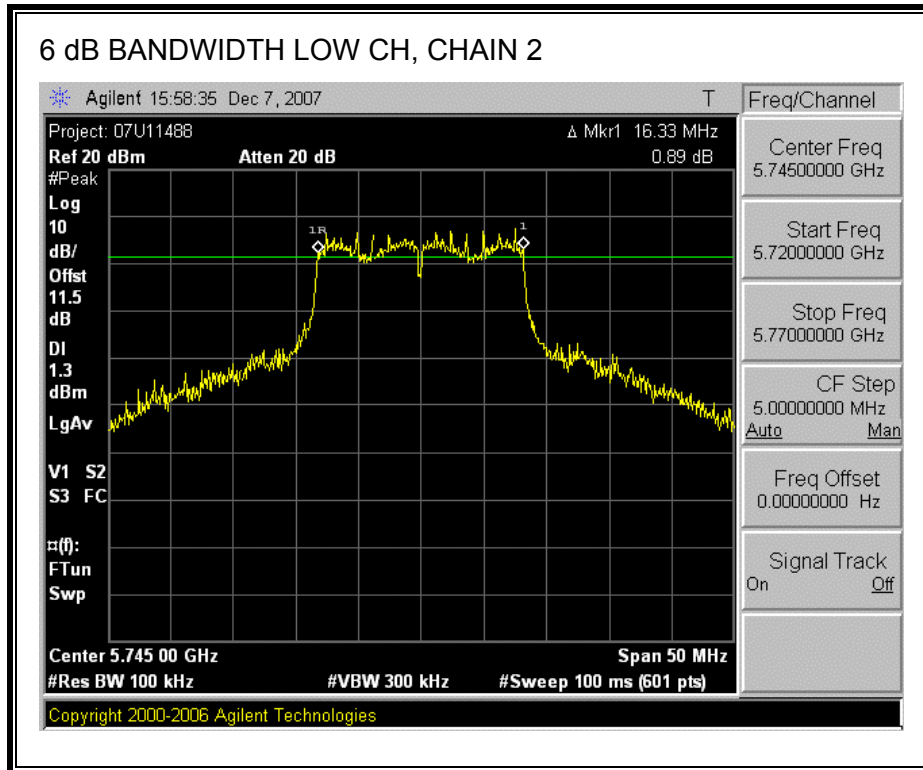 6 dB BANDWIDTH LOW CH, CHAIN 2
Agilent 15:58:35 Dec 7, 2007 T
Freq/Channel
Project: 07U11488 Δ Mkr1 16.33 MHz
Ref 20 dBm Atten 20 dB 0.89 dB
#Peak
Log
10
dB/
Offst
11.5
dB
DI
1.3
dBm
LgAv
V1 S2
S3 FC
¤(f):
FTun
Swp
1R
1
Center 5.745 00 GHz Span 50 MHz
#Res BW 100 kHz #VBW 300 kHz #Sweep 100 ms (601 pts)
Copyright 2000-2006 Agilent Technologies
Center Freq
5.74500000 GHz
Start Freq
5.72000000 GHz
Stop Freq
5.77000000 GHz
CF Step
5.00000000 MHz
Auto Man
Freq Offset
0.00000000 Hz
Signal Track
On Off